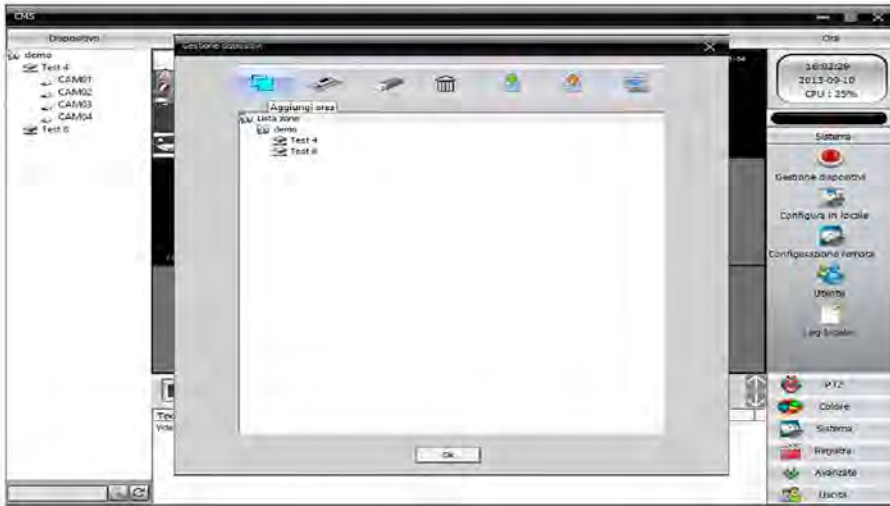 CMS
Dispositivo
demo
Test 4
CAM01
CAM02
CAM03
CAM04
Test 6
Gestione dispositivi
Aggiungi area
Lista zone
demo
Test 4
Test 6
Ok
Ora
16:02:29
2013-09-10
CPU : 25%
Sistema
Gestione dispositivi
Configura in locale
Configurazione remota
Utente
Log locale
PTZ
Colore
Sistema
Registra
Avanzate
Uscita